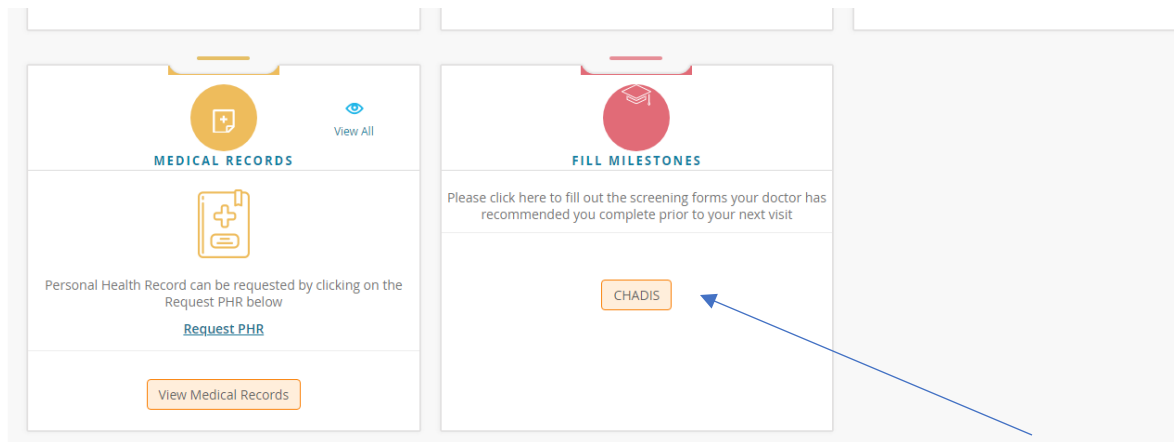 View All
MEDICAL RECORDS
Personal Health Record can be requested by clicking on the
Request PHR below
Request PHR
View Medical Records
FILL MILESTONES
Please click here to fill out the screening forms your doctor has
recommended you complete prior to your next visit
CHADIS